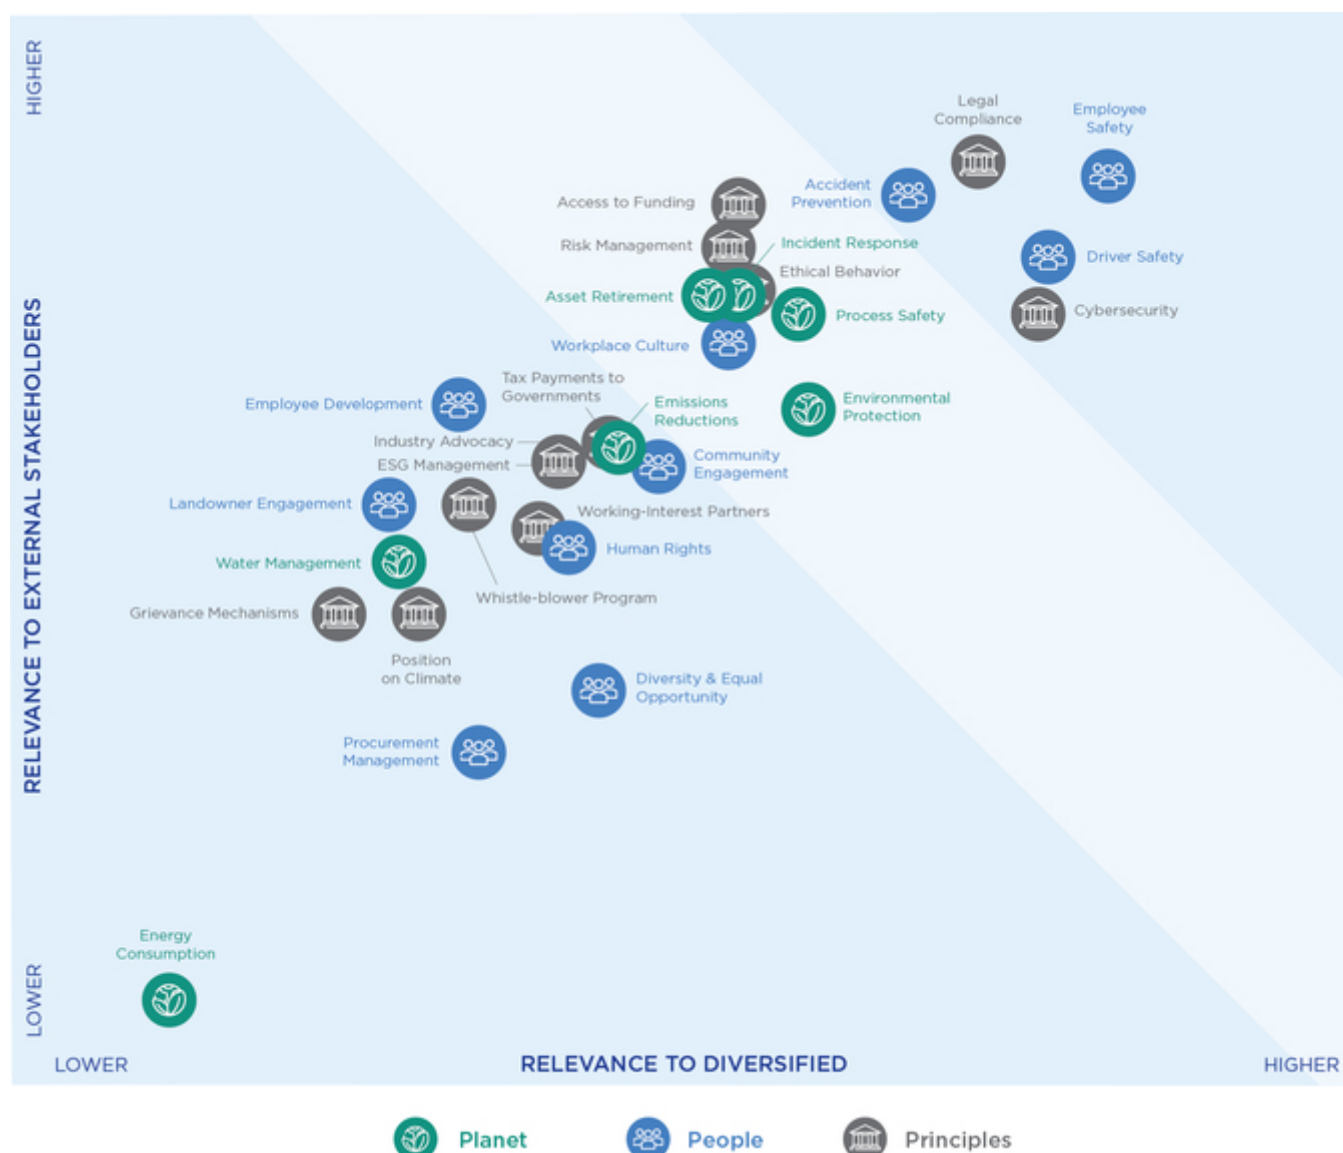 HIGHER
RELEVANCE TO EXTERNAL STAKEHOLDERS
LOWER
Legal
Compliance
Employee
Safety
Accident
Prevention
Access to Funding
Risk Management
Incident Response
Driver Safety
Ethical Behavior
Asset Retirement
Process Safety
Cybersecurity
Workplace Culture
Tax Payments to
Governments
Employee Development
Emissions
Reductions
Environmental
Protection
Industry Advocacy
ESG Management
Community
Engagement
Landowner Engagement
Working-Interest Partners
Water Management
Human Rights
Whistle-blower Program
Grievance Mechanisms
Position
on Climate
Diversity & Equal
Opportunity
Procurement
Management
Energy
Consumption
LOWER
RELEVANCE TO DIVERSIFIED
HIGHER
Planet
People
Principles